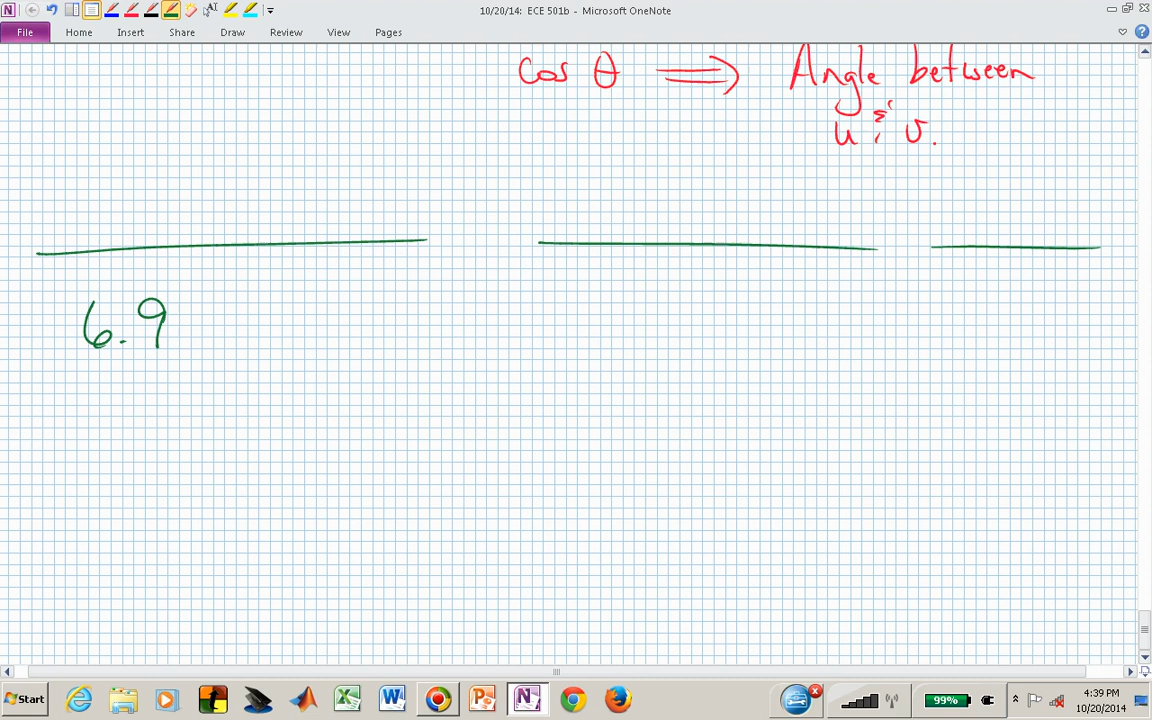 10/20/14: ECE 501b - Microsoft OneNote
File Home Insert Share Draw Review View Pages
cos θ ⟹ Angle between
u & v.
6.9
Start
99%
4:39 PM
10/20/2014